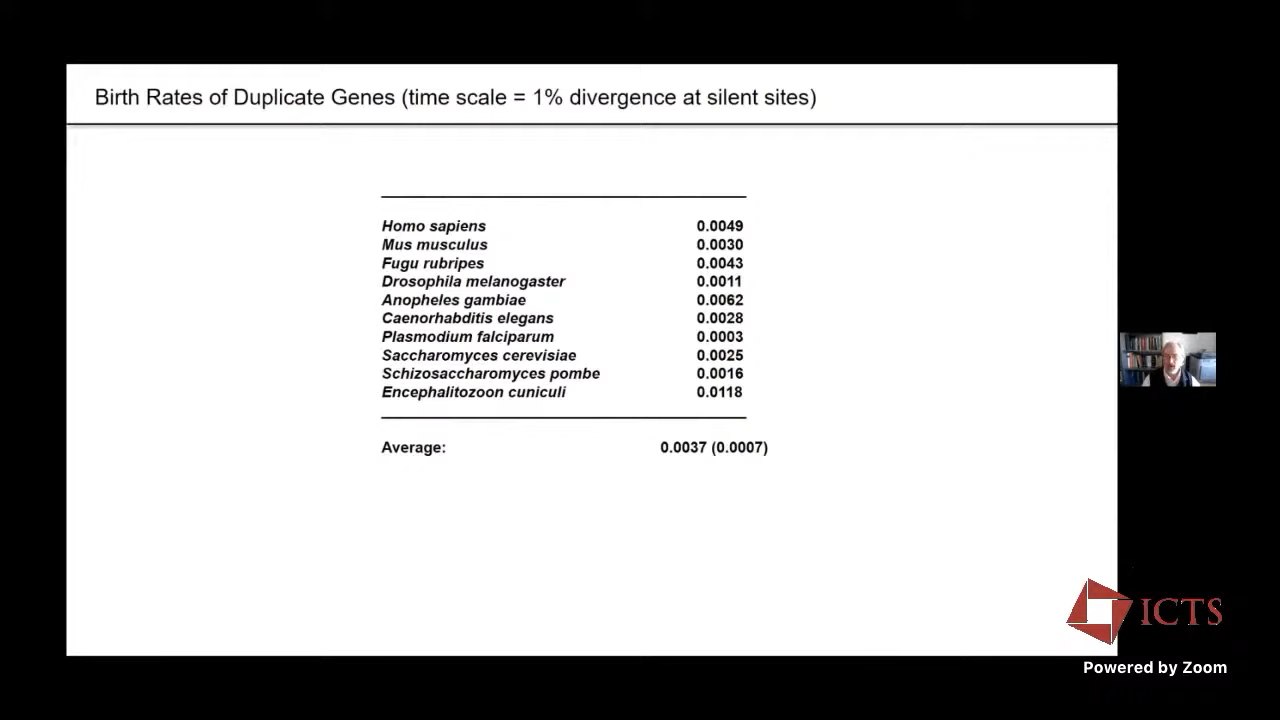 Birth Rates of Duplicate Genes (time scale = 1% divergence at silent sites)
Homo sapiens 0.0049
Mus musculus 0.0030
Fugu rubripes 0.0043
Drosophila melanogaster 0.0011
Anopheles gambiae 0.0062
Caenorhabditis elegans 0.0028
Plasmodium falciparum 0.0003
Saccharomyces cerevisiae 0.0025
Schizosaccharomyces pombe 0.0016
Encephalitozoon cuniculi 0.0118
Average: 0.0037 (0.0007)
ICTS
Powered by Zoom